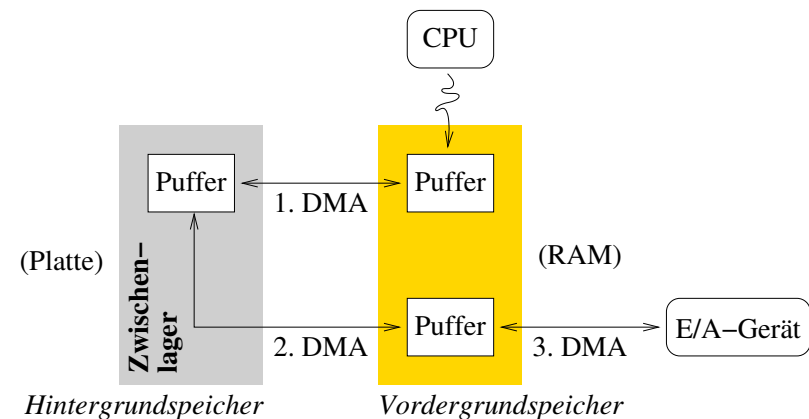 CPU
Puffer
Puffer
1. DMA
(Platte)
Zwischen–
lager
(RAM)
Puffer
2. DMA
3. DMA
E/A–Gerät
Hintergrundspeicher
Vordergrundspeicher